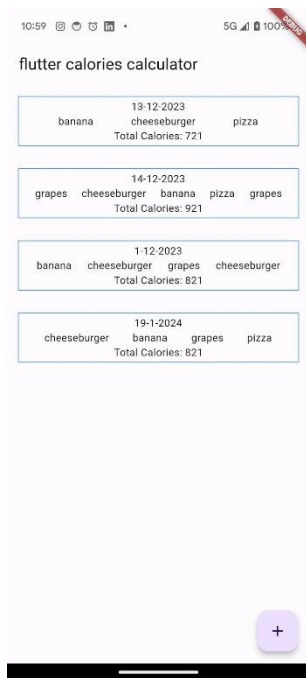 10:59 5G 100%
DEBUG
flutter calories calculator
13-12-2023
banana cheeseburger pizza
Total Calories: 721
14-12-2023
grapes cheeseburger banana pizza grapes
Total Calories: 921
1-12-2023
banana cheeseburger grapes cheeseburger
Total Calories: 821
19-1-2024
cheeseburger banana grapes pizza
Total Calories: 821
+